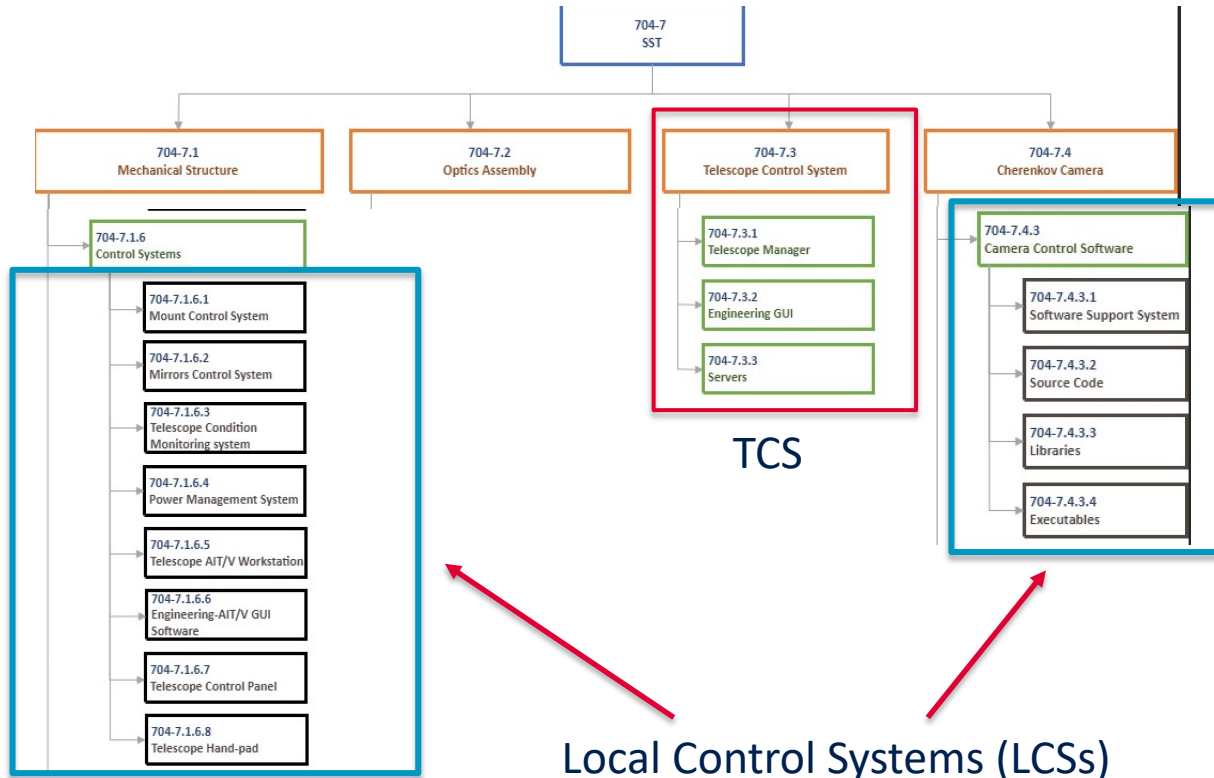 704-7
SST
704-7.1
Mechanical Structure
704-7.2
Optics Assembly
704-7.3
Telescope Control System
704-7.4
Cherenkov Camera
704-7.1.6
Control Systems
704-7.1.6.1
Mount Control System
704-7.1.6.2
Mirrors Control System
704-7.1.6.3
Telescope Condition
Monitoring system
704-7.1.6.4
Power Management System
704-7.1.6.5
Telescope AIT/V Workstation
704-7.1.6.6
Engineering-AIT/V GUI
Software
704-7.1.6.7
Telescope Control Panel
704-7.1.6.8
Telescope Hand-pad
704-7.3.1
Telescope Manager
704-7.3.2
Engineering GUI
704-7.3.3
Servers
TCS
704-7.4.3
Camera Control Software
704-7.4.3.1
Software Support System
704-7.4.3.2
Source Code
704-7.4.3.3
Libraries
704-7.4.3.4
Executables
Local Control Systems (LCSs)